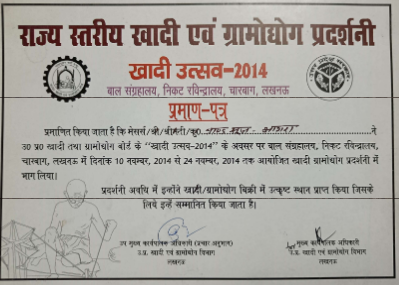 राज्य स्तरीय खादी एवं ग्रामोद्योग प्रदर्शनी
खादी उत्सव-2014
बाल संग्रहालय, निकट रविन्द्रालय, चारबाग, लखनऊ
प्रमाण-पत्र
प्रमाणित किया जाता है कि मेसर्स/श्री/श्रीमती/कु0 ने
उ0 प्र0 खादी तथा ग्रामोद्योग बोर्ड के "खादी उत्सव-2014" के अवसर पर बाल संग्रहालय, निकट रविन्द्रालय,
चारबाग, लखनऊ में दिनांक 10 नवम्बर, 2014 से 24 नवम्बर, 2014 तक आयोजित खादी ग्रामोद्योग प्रदर्शनी में
भाग लिया।
प्रदर्शनी अवधि में इन्होंने खादी/ग्रामोद्योग बिक्री में उत्कृष्ट स्थान प्राप्त किया जिसके
लिये इन्हें सम्मानित किया जाता है।
उप मुख्य कार्यपालक अधिकारी (प्रचार अनुभाग)
उ.प्र. खादी एवं ग्रामोद्योग विभाग
लखनऊ
मुख्य कार्यपालक अधिकारी
उ.प्र. खादी एवं ग्रामोद्योग विभाग
लखनऊ